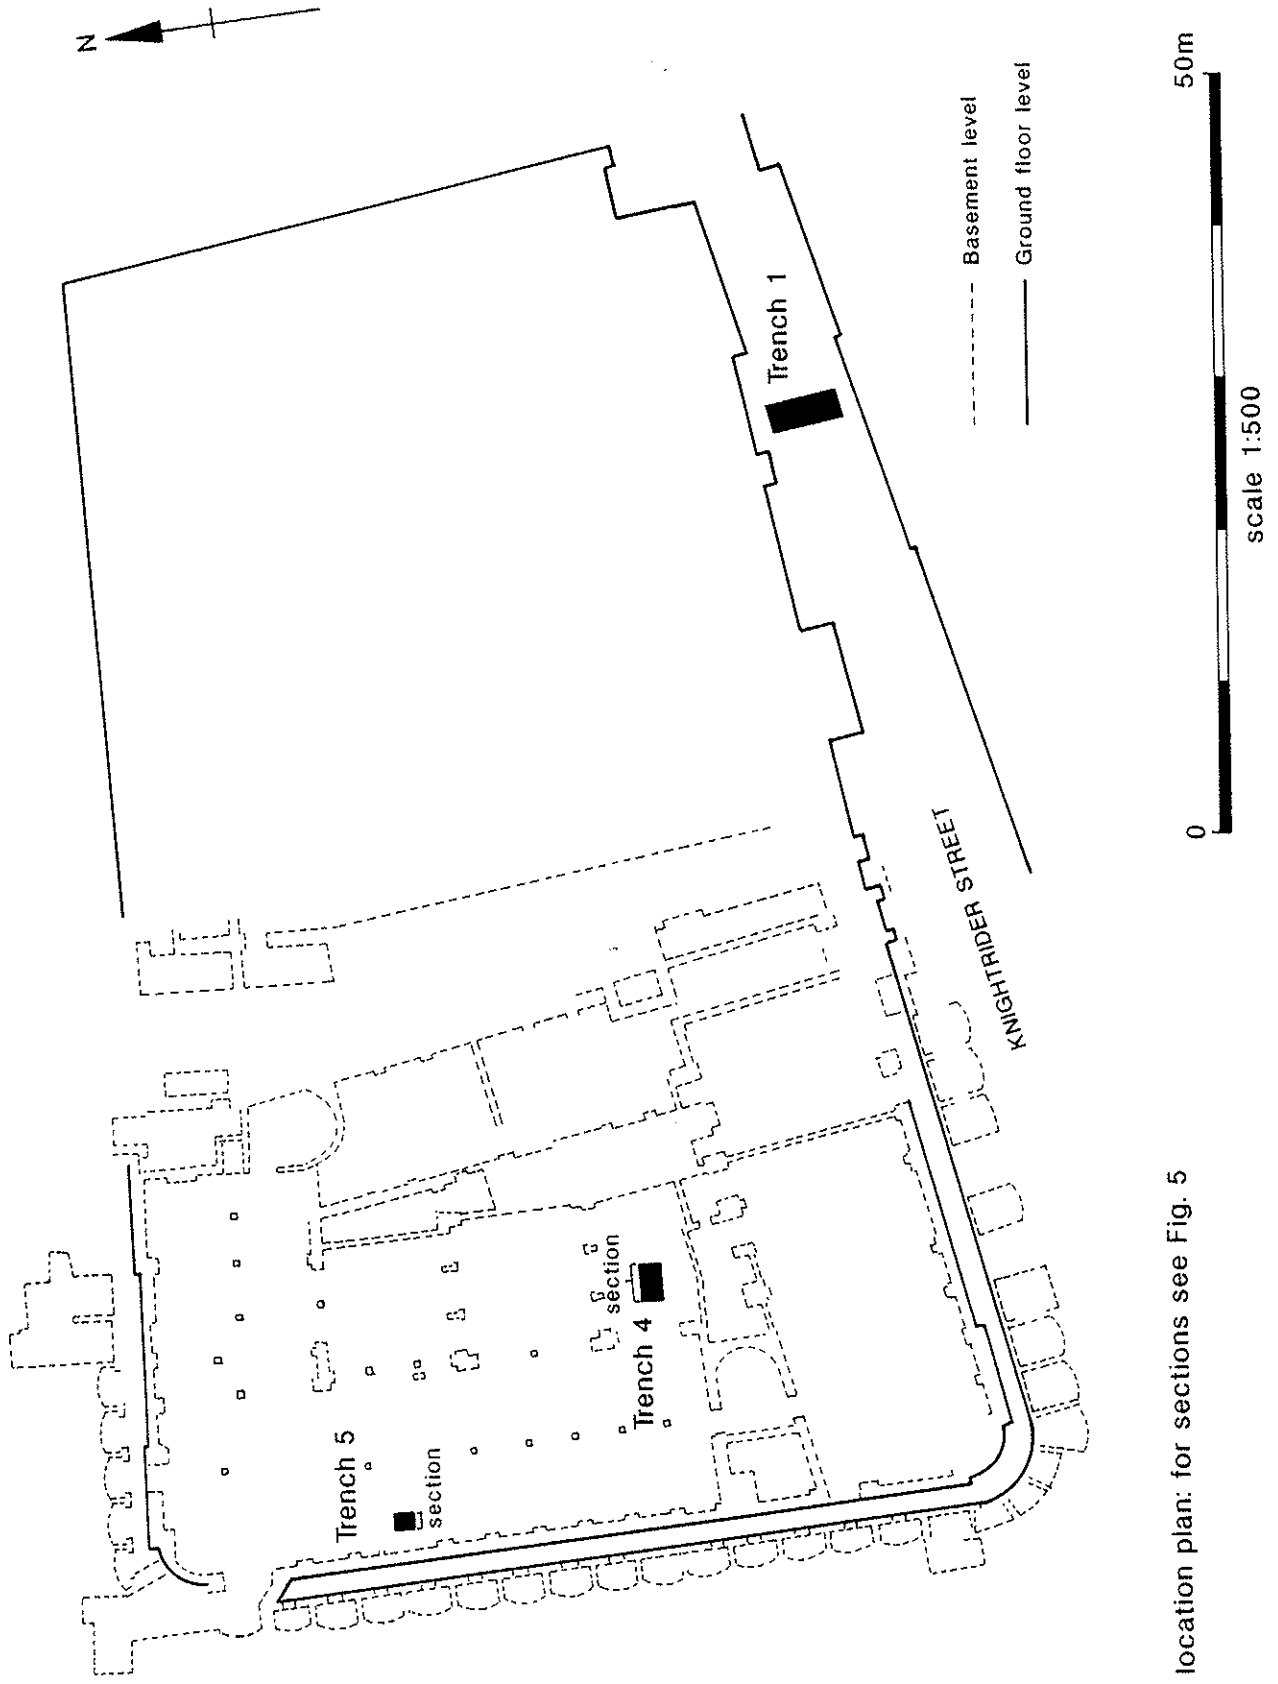 N
Trench 5
section
section
Trench 4
Trench 1
KNIGHTRIDER STREET
Basement level
Ground floor level
0
50m
scale 1:500
location plan: for sections see Fig. 5